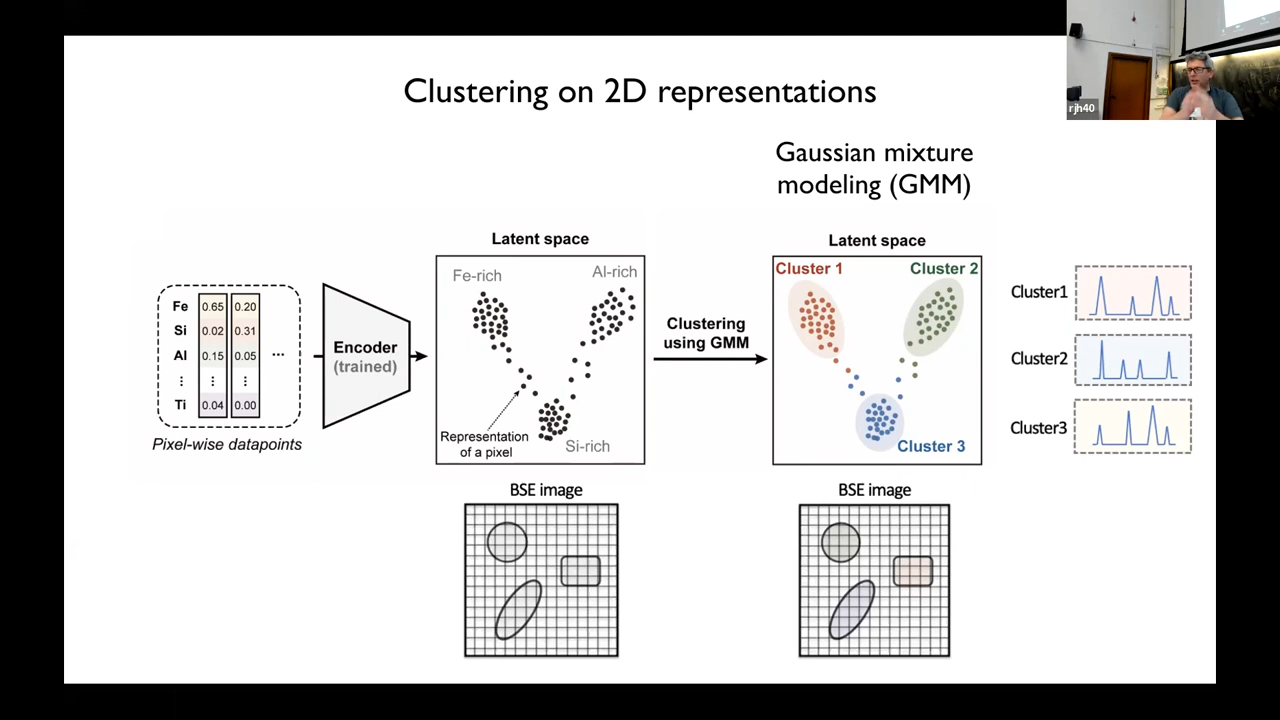 rjh40
Clustering on 2D representations
Gaussian mixture
modeling (GMM)
Latent space
Latent space
Fe-rich
Al-rich
Cluster 1
Cluster 2
Fe 0.65 0.20
Si 0.02 0.31
Al 0.15 0.05 ...
⋮ ⋮ ⋮
Ti 0.04 0.00
Pixel-wise datapoints
Encoder
(trained)
Representation
of a pixel
Si-rich
Clustering
using GMM
Cluster 3
Cluster1
Cluster2
Cluster3
BSE image
BSE image